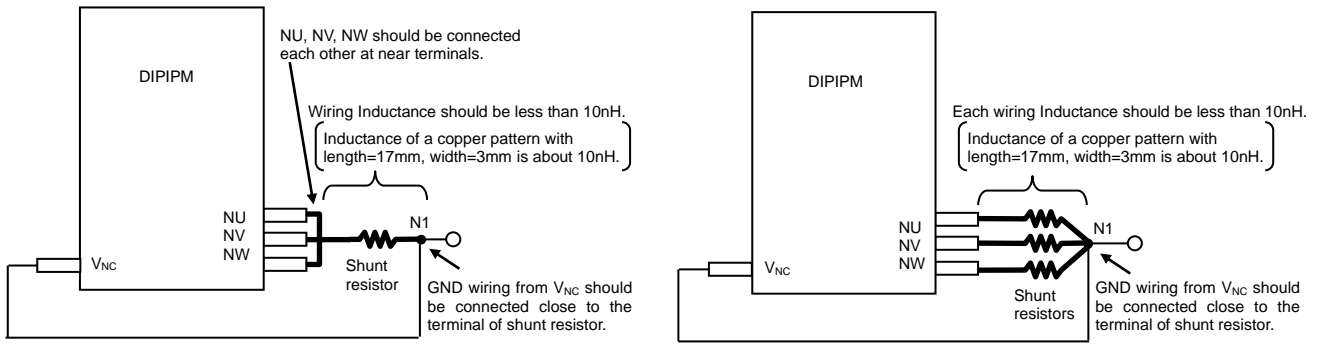 NU, NV, NW should be connected
each other at near terminals.
DIPIPM
Wiring Inductance should be less than 10nH.
Inductance of a copper pattern with
length=17mm, width=3mm is about 10nH.
NU
NV
NW
N1
VNC
Shunt
resistor
GND wiring from VNC should
be connected close to the
terminal of shunt resistor.
DIPIPM
Each wiring Inductance should be less than 10nH.
Inductance of a copper pattern with
length=17mm, width=3mm is about 10nH.
NU
NV
NW
N1
VNC
Shunt
resistors
GND wiring from VNC should
be connected close to the
terminal of shunt resistor.